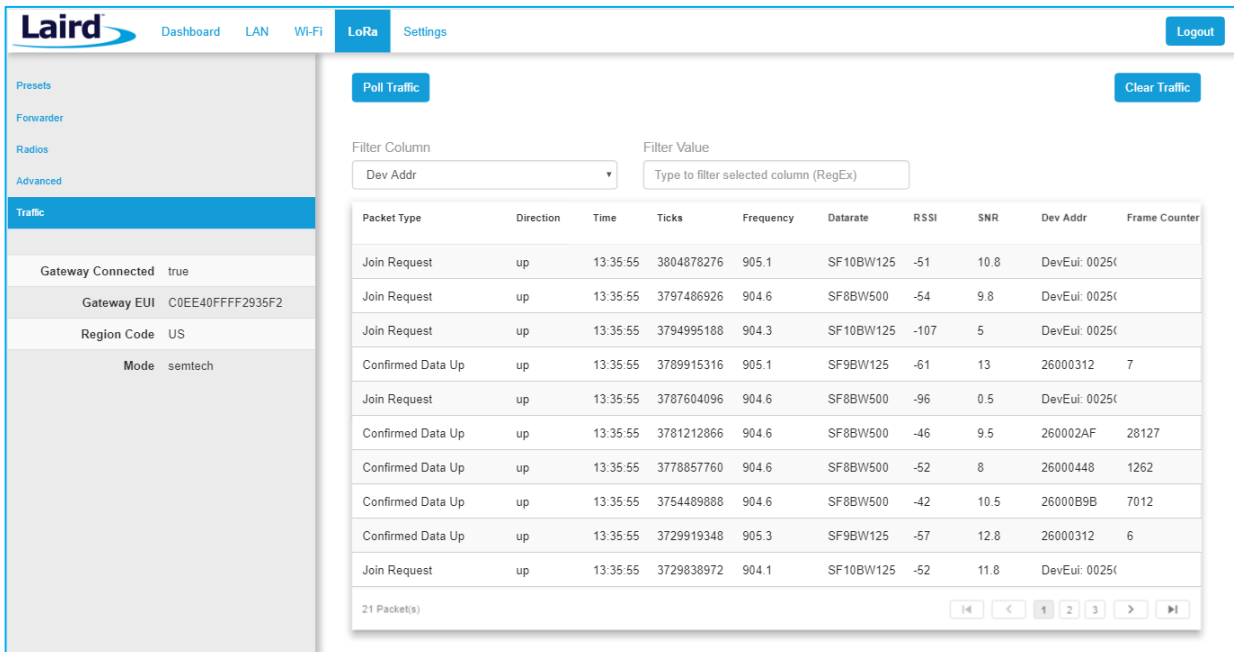 Laird Dashboard LAN Wi-Fi LoRa Settings Logout
Presets
Forwarder
Radios
Advanced
Traffic
Gateway Connected true
Gateway EUI C0EE40FFFF2935F2
Region Code US
Mode semtech
Poll Traffic Clear Traffic
Filter Column Filter Value
Dev Addr Type to filter selected column (RegEx)
Packet Type Direction Time Ticks Frequency Datarate RSSI SNR Dev Addr Frame Counter
Join Request up 13:35:55 3804878276 905.1 SF10BW125 -51 10.8 DevEui: 0025
Join Request up 13:35:55 3797486926 904.6 SF8BW500 -54 9.8 DevEui: 0025
Join Request up 13:35:55 3794995188 904.3 SF10BW125 -107 5 DevEui: 0025
Confirmed Data Up up 13:35:55 3789915316 905.1 SF9BW125 -61 13 26000312 7
Join Request up 13:35:55 3787604096 904.6 SF8BW500 -96 0.5 DevEui: 0025
Confirmed Data Up up 13:35:55 3781212866 904.6 SF8BW500 -46 9.5 260002AF 28127
Confirmed Data Up up 13:35:55 3778857760 904.6 SF8BW500 -52 8 26000448 1262
Confirmed Data Up up 13:35:55 3754489888 904.6 SF8BW500 -42 10.5 26000B9B 7012
Confirmed Data Up up 13:35:55 3729919348 905.3 SF9BW125 -57 12.8 26000312 6
Join Request up 13:35:55 3729838972 904.1 SF10BW125 -52 11.8 DevEui: 0025
21 Packet(s) 1 2 3